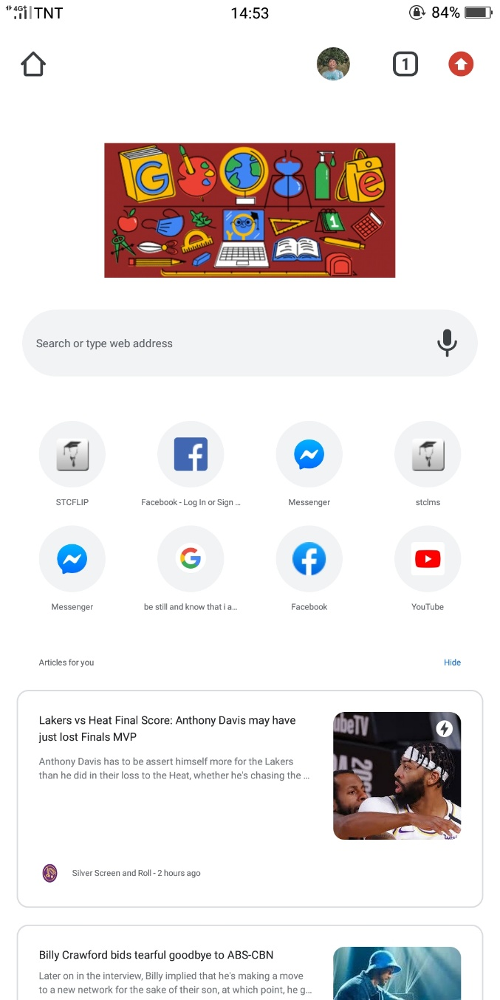 4G+ TNT 14:53 84%
1
G e
1
Search or type web address
STCFLIP Facebook - Log In or Sign ... Messenger stclms
Messenger be still and know that i a... Facebook YouTube
Articles for you Hide
Lakers vs Heat Final Score: Anthony Davis may have
just lost Finals MVP
Anthony Davis has to be assert himself more for the Lakers
than he did in their loss to the Heat, whether he's chasing the ...
ubeTV
Silver Screen and Roll - 2 hours ago
Billy Crawford bids tearful goodbye to ABS-CBN
Later on in the interview, Billy implied that he's making a move
to a new network for the sake of their son, at which point, he g...